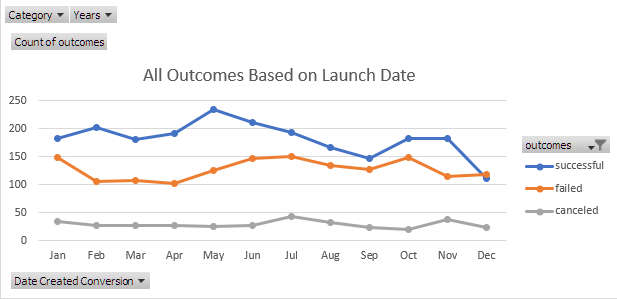 Category Years
Count of outcomes
All Outcomes Based on Launch Date
250
200
150
100
50
0
Jan Feb Mar Apr May Jun Jul Aug Sep Oct Nov Dec
outcomes
successful
failed
canceled
Date Created Conversion